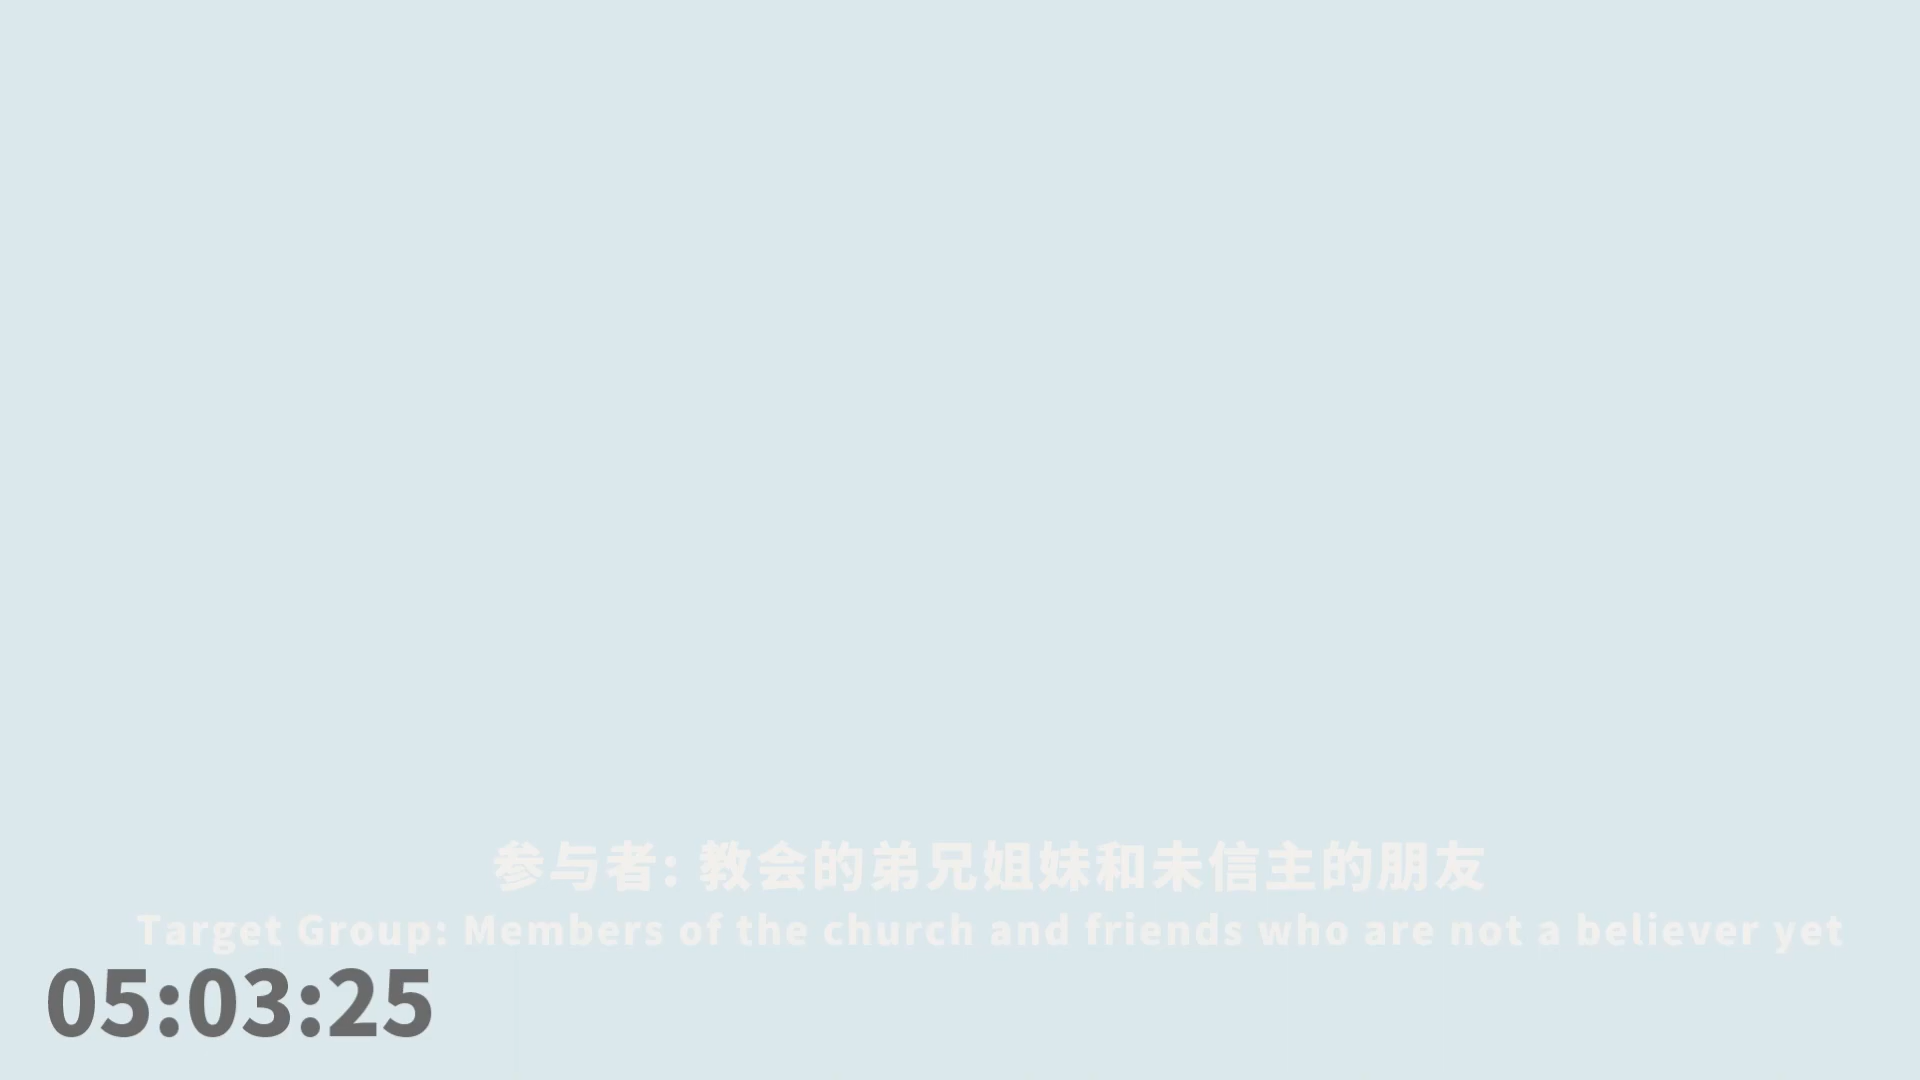 参与者: 教会的弟兄姐妹和未信主的朋友
Target Group: Members of the church and friends who are not a believer yet
05:03:25